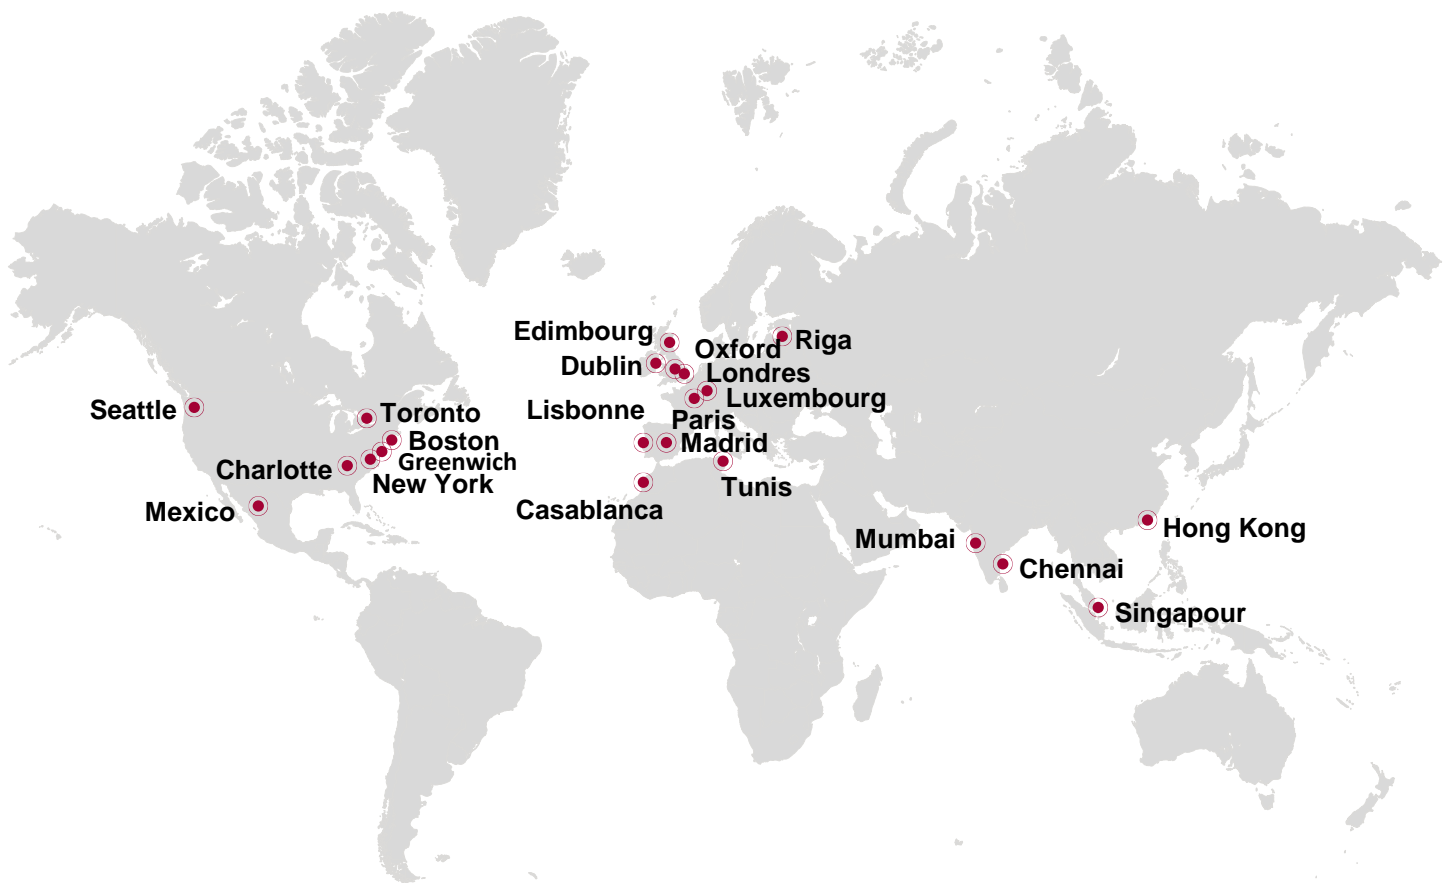 Edimbourg
Riga
Oxford
Dublin
Londres
Luxembourg
Seattle
Lisbonne
Toronto
Paris
Boston
Madrid
Greenwich
Charlotte
New York
Tunis
Mexico
Casablanca
Hong Kong
Mumbai
Chennai
Singapour